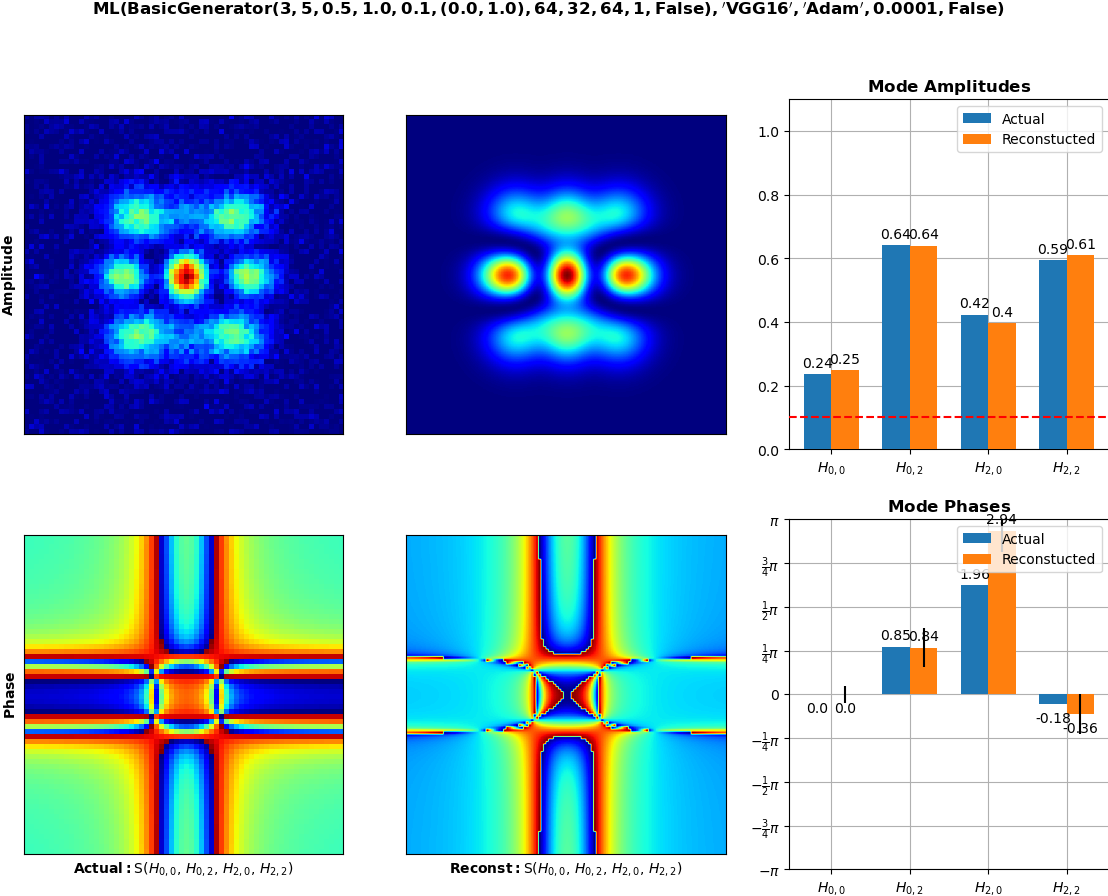 ML(BasicGenerator(3, 5, 0.5, 1.0, 0.1, (0.0, 1.0), 64, 32, 64, 1, False), ′VGG16′, ′Adam′, 0.0001, False)
Amplitude
Mode Amplitudes
Actual
Reconstucted
1.0
0.8
0.6
0.4
0.2
0.0
0.24
0.25
0.64
0.64
0.42
0.4
0.59
0.61
H0,0
H0,2
H2,0
H2,2
Phase
Actual: S(H0,0, H0,2, H2,0, H2,2)
Reconst: S(H0,0, H0,2, H2,0, H2,2)
Mode Phases
Actual
Reconstucted
π
3/4π
1/2π
1/4π
0
−1/4π
−1/2π
−3/4π
−π
0.0
0.0
0.85
0.84
1.96
2.94
-0.18
-0.36
H0,0
H0,2
H2,0
H2,2